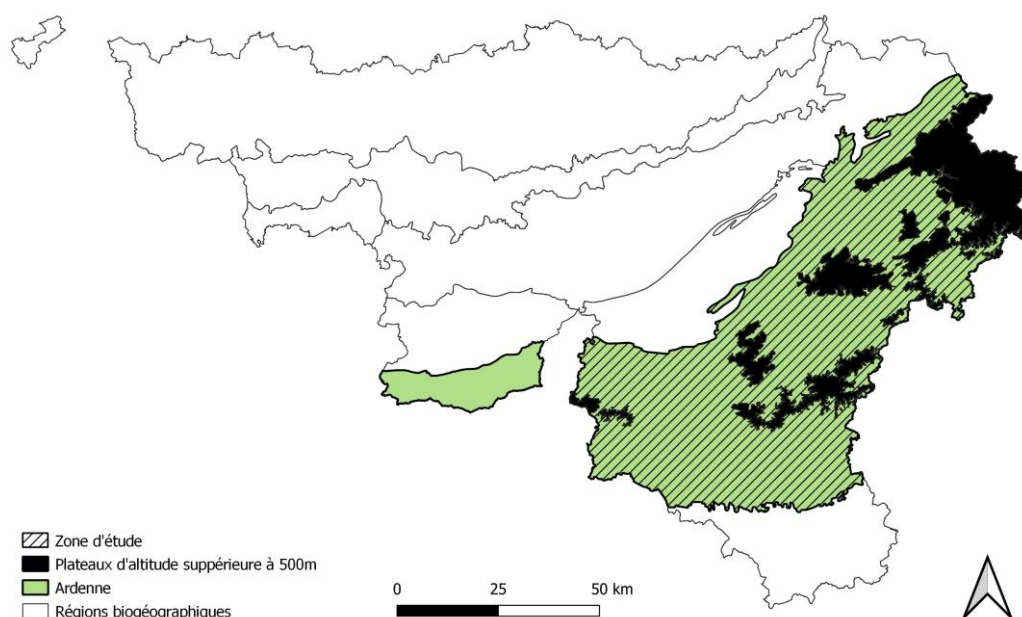 Zone d'étude
Plateaux d'altitude suppérieure à 500m
Ardenne
Régions biogéographiques
0 25 50 km